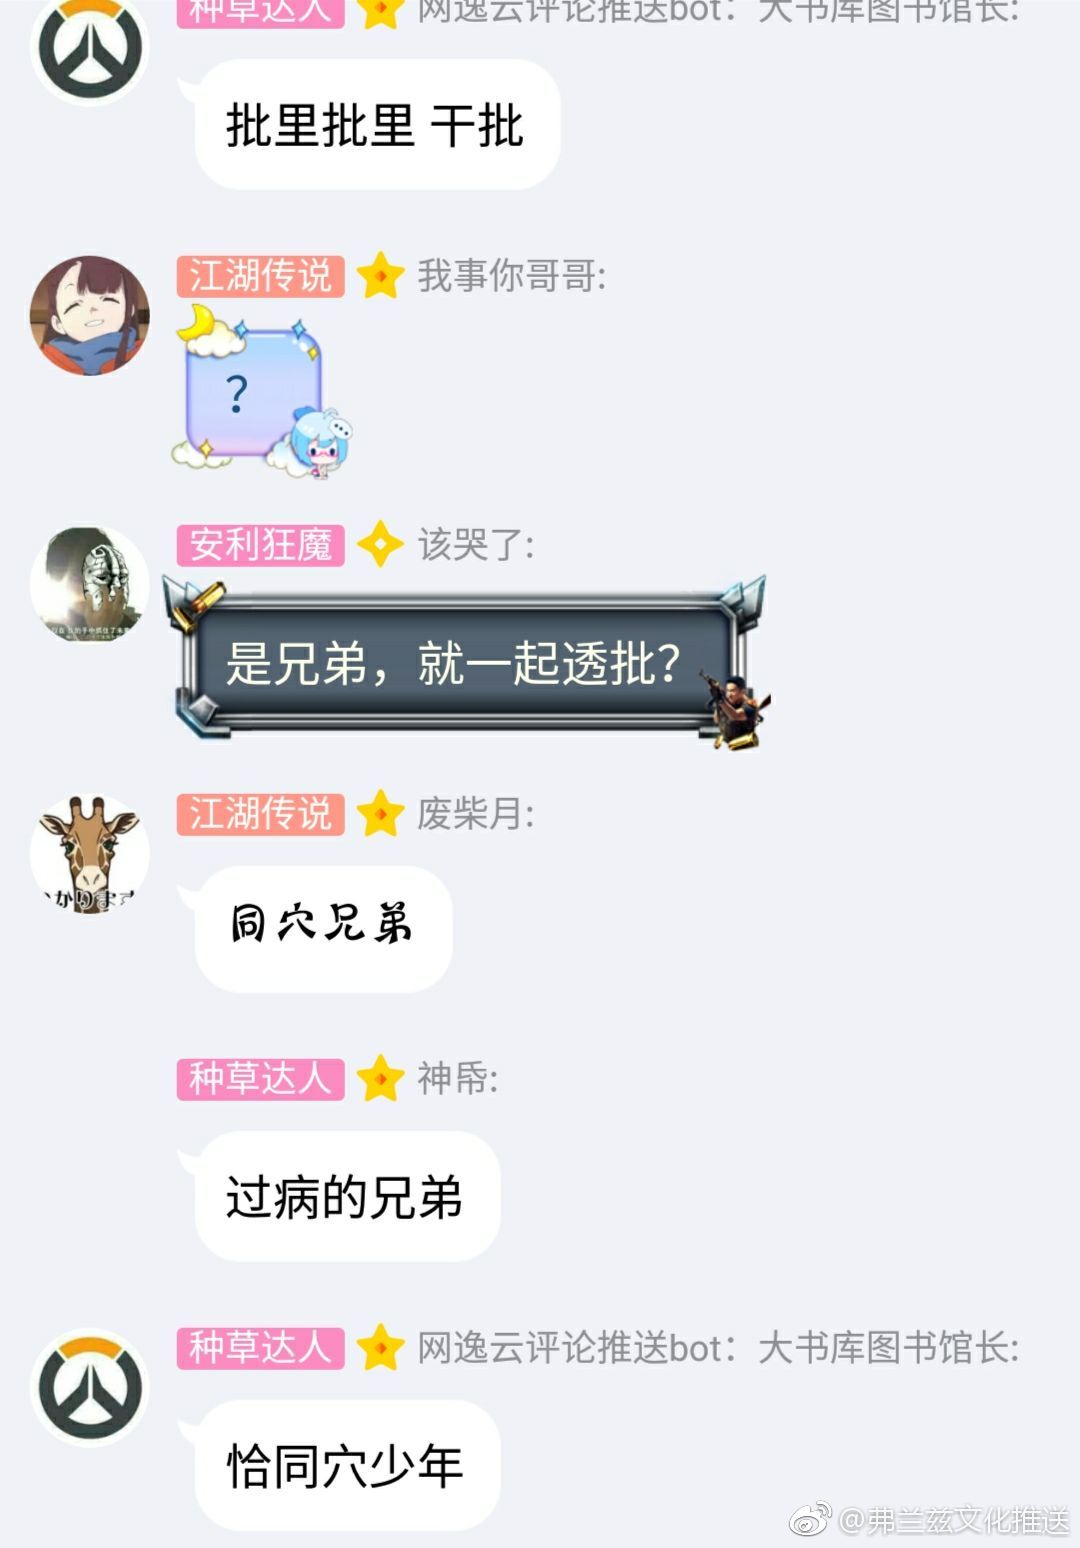 种草达人 网逸云评论推送bot：大书库图书馆长:
批里批里 干批
江湖传说 我事你哥哥:
？
安利狂魔 该哭了:
是兄弟，就一起透批？
江湖传说 废柴月:
かります
同穴兄弟
种草达人 神帋:
过病的兄弟
种草达人 网逸云评论推送bot：大书库图书馆长:
恰同穴少年
@弗兰兹文化推送